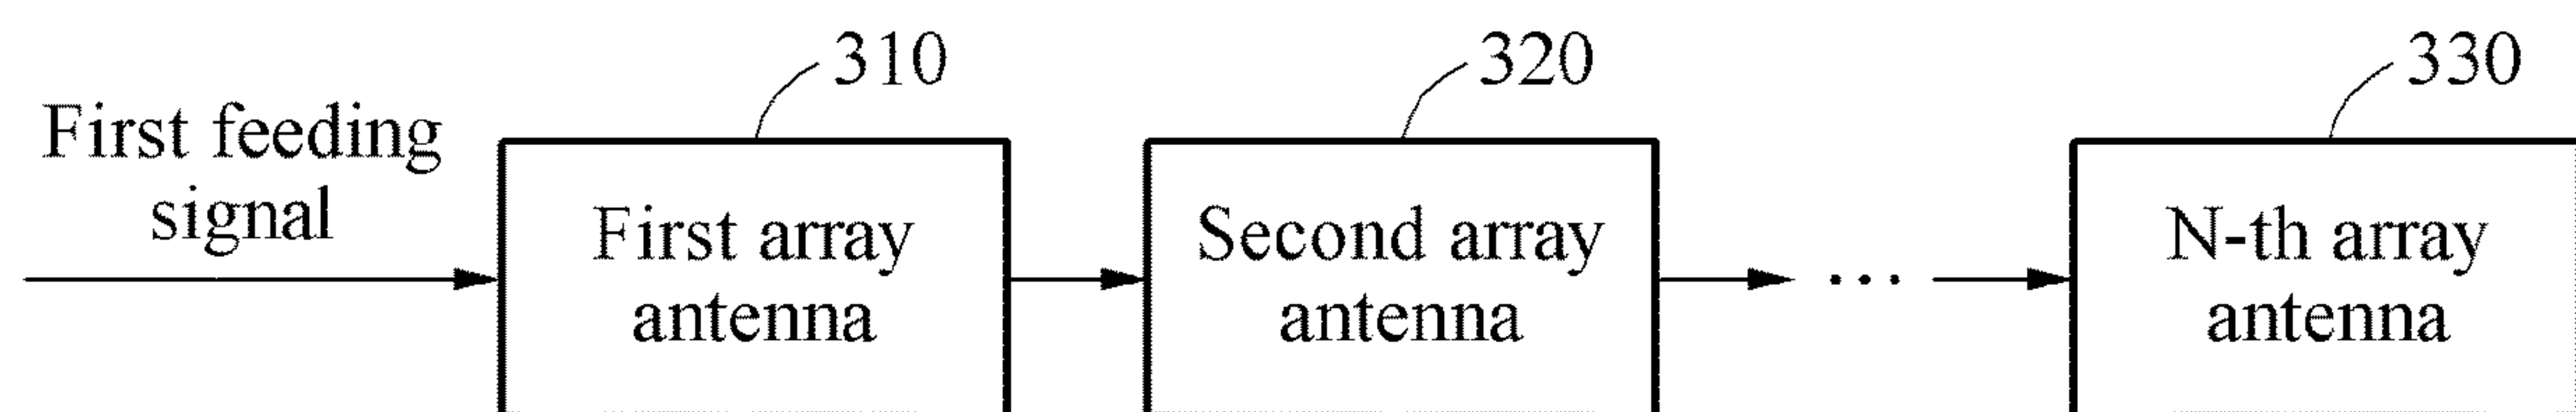 310
320
330
First feeding
signal
First array
antenna
Second array
antenna
...
N-th array
antenna